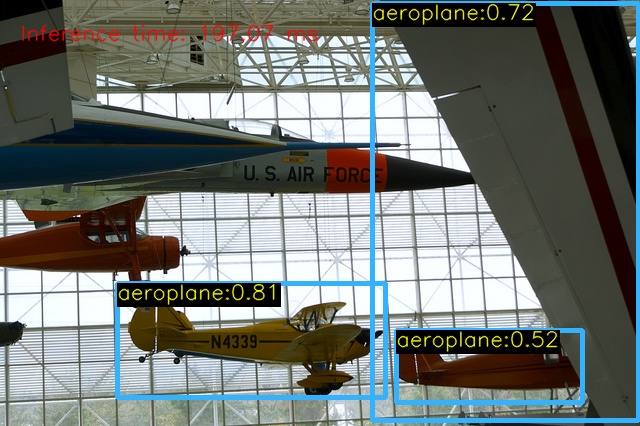 aeroplane:0.72
Inference time: 197.07 ms
U.S. AIR FORCE
aeroplane:0.81
N4339
aeroplane:0.52